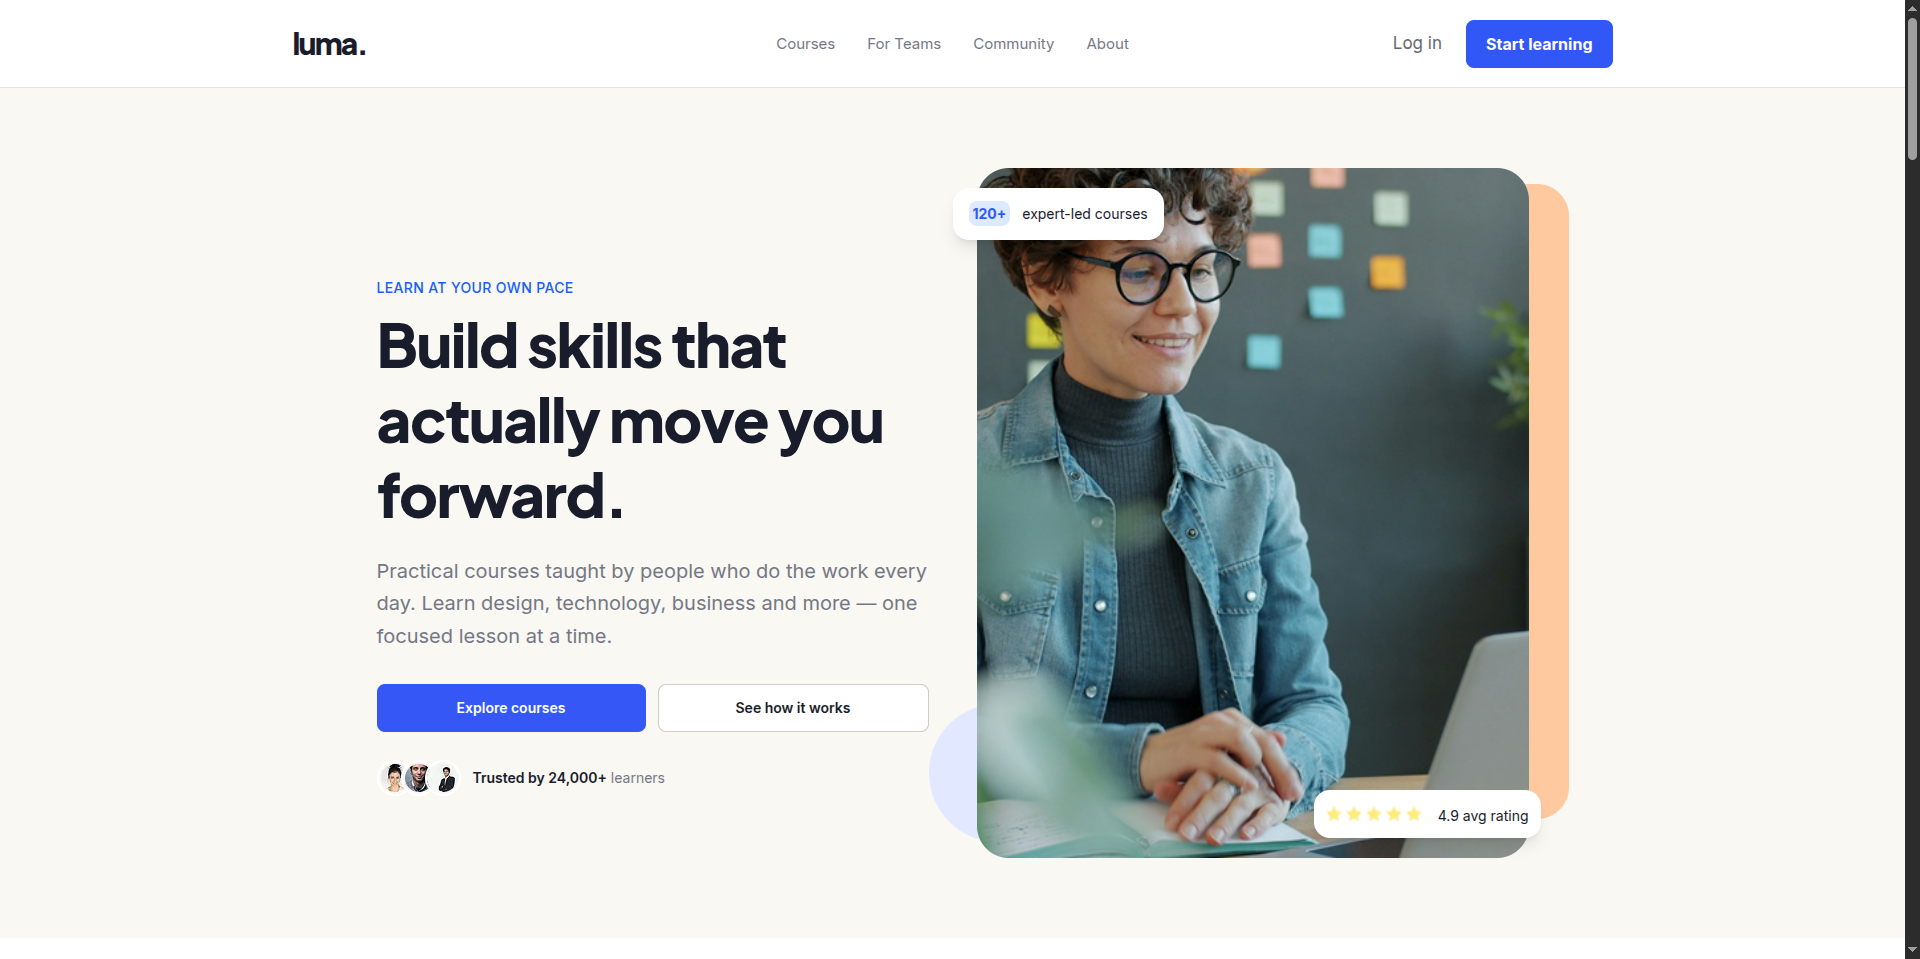 luma.
Courses
For Teams
Community
About
Log in
Start learning
120+ expert-led courses
LEARN AT YOUR OWN PACE
Build skills that
actually move you
forward.
Practical courses taught by people who do the work every
day. Learn design, technology, business and more — one
focused lesson at a time.
Explore courses
See how it works
Trusted by 24,000+ learners
4.9 avg rating